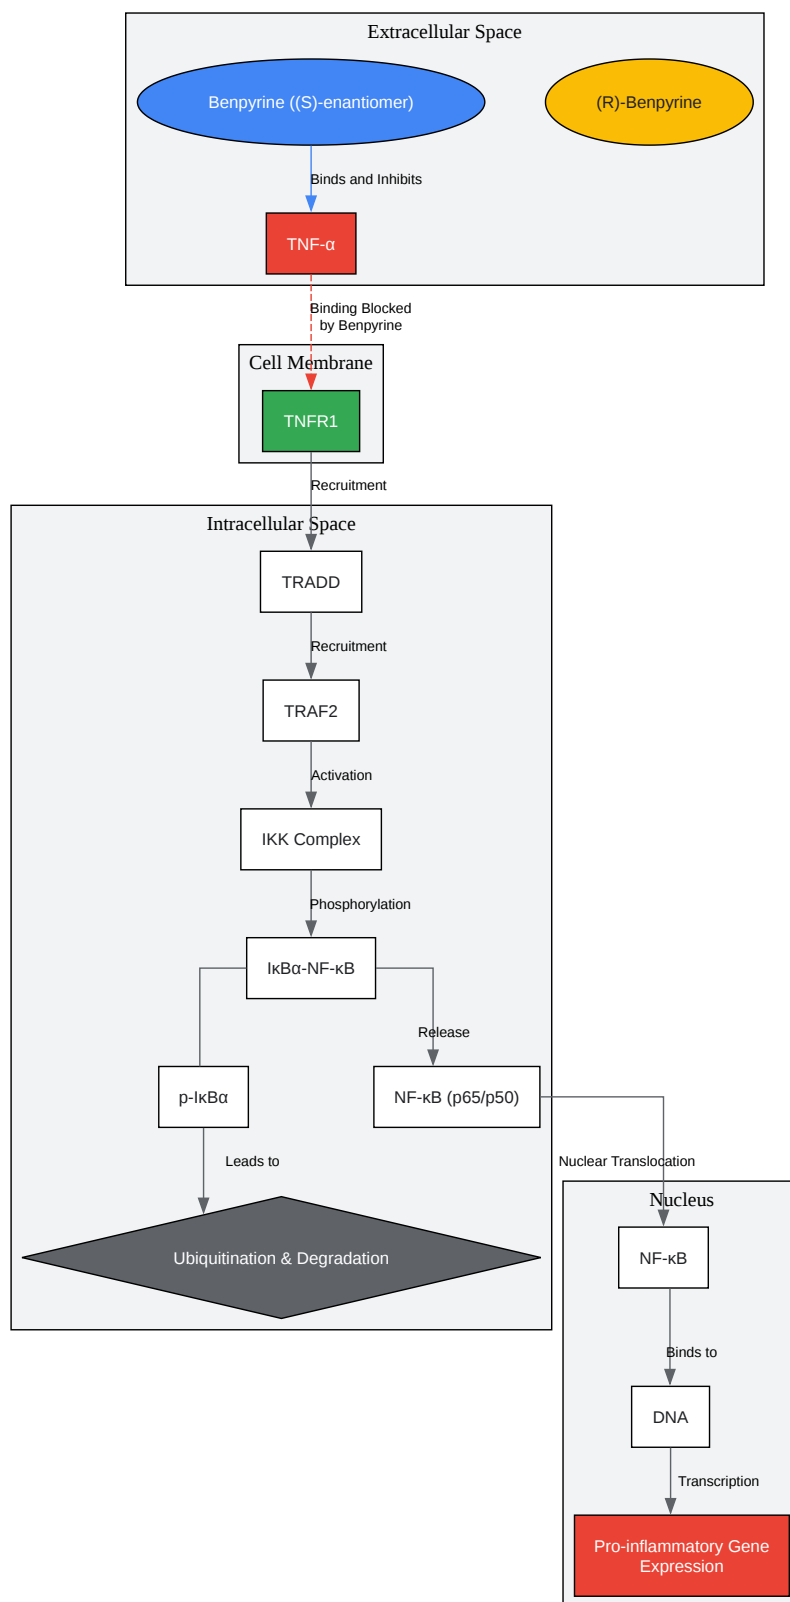 Extracellular Space
Benpyrine ((S)-enantiomer)
(R)-Benpyrine
Binds and Inhibits
TNF-α
Binding Blocked
by Benpyrine
Cell Membrane
TNFR1
Recruitment
Intracellular Space
TRADD
Recruitment
TRAF2
Activation
IKK Complex
Phosphorylation
IκBα-NF-κB
Release
p-IκBα
NF-κB (p65/p50)
Leads to
Nuclear Translocation
Nucleus
Ubiquitination & Degradation
NF-κB
Binds to
DNA
Transcription
Pro-inflammatory Gene
Expression